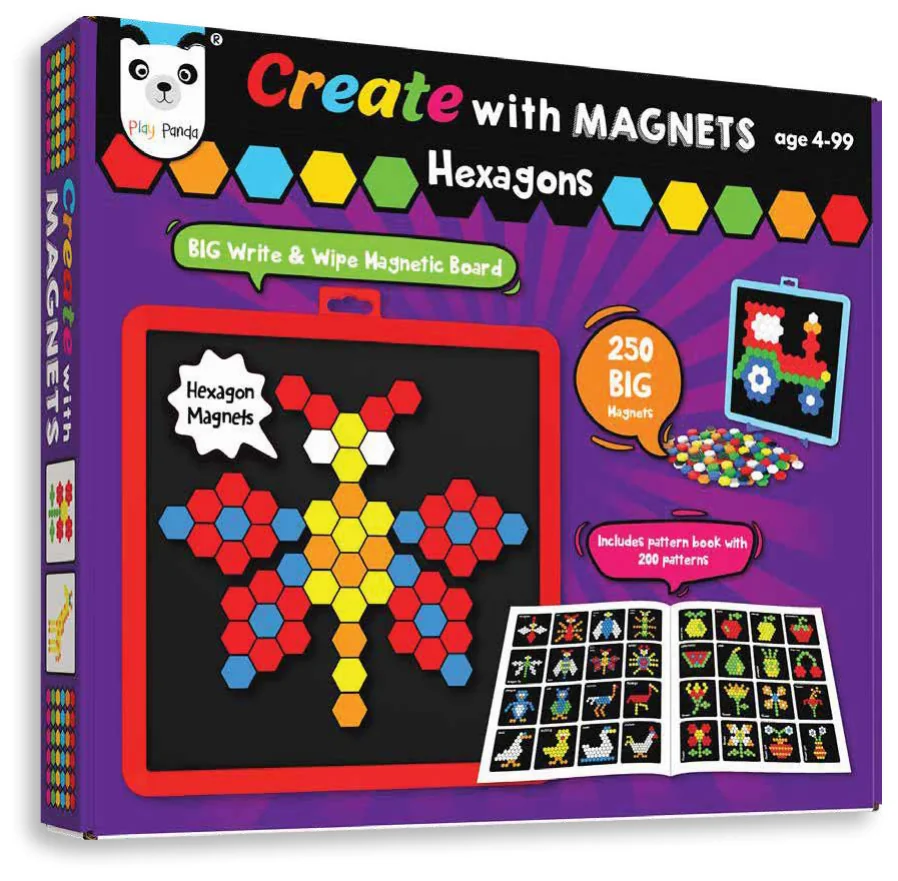 Play Panda
®
Create with MAGNETS age 4-99
Hexagons
Create with
MAGNETS
BIG Write & Wipe Magnetic Board
Hexagon
Magnets
250
BIG
Magnets
Includes pattern book with
200 patterns